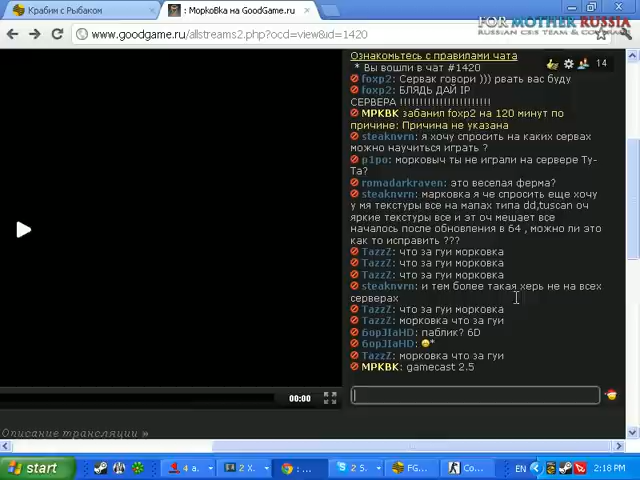 Крабим с Рыбаком
: МоркоВка на GoodGame.ru
FOR MOTHER RUSSIA
www.goodgame.ru/allstreams2.php?ocd=view&id=1420
Ознакомьтесь с правилами чата
14
* Вы вошли в чат #1420
foxp2: Сервак говори ))) рвать вас буду
foxp2: БЛЯДЬ ДАЙ IP
СЕРВЕРА !!!!!!!!!!!!!!!!!!!!!!!
MPKBK забанил foxp2 на 120 минут по
причине: Причина не указана
steaknvrn: я хочу спросить на каких сервах
можно научиться играть ?
p1po: морковыч ты не играли на сервере Ту-
Та?
romadarkraven: это веселая ферма?
steaknvrn: марковка я че спросить еще хочу
у мя текстуры все на мапах типа dd,tuscan оч
яркие текстуры все и эт оч мешает все
началось после обновления в 64 , можно ли это
как то исправить ???
TazzZ: что за гуи морковка
TazzZ: что за гуи морковка
TazzZ: что за гуи морковка
steaknvrn: и тем более такая херь не на всех
серверах
TazzZ: что за гуи морковка
TazzZ: морковка что за гуи
6opJIaHD: паблик? 6D
6opJIaHD: *
TazzZ: морковка что за гуи
MPKBK: gamecast 2.5
00:00
Описание трансляции »
start
4 а.
2 X.
: ...
2 5..
FG...
Co...
EN
2:18 PM